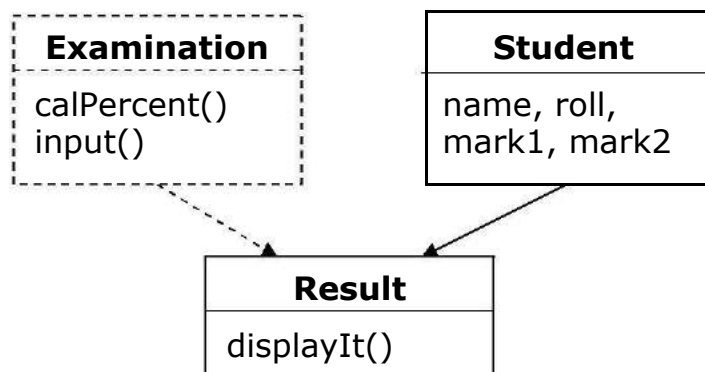 Examination
calPercent()
input()
Student
name, roll,
mark1, mark2
Result
displayIt()